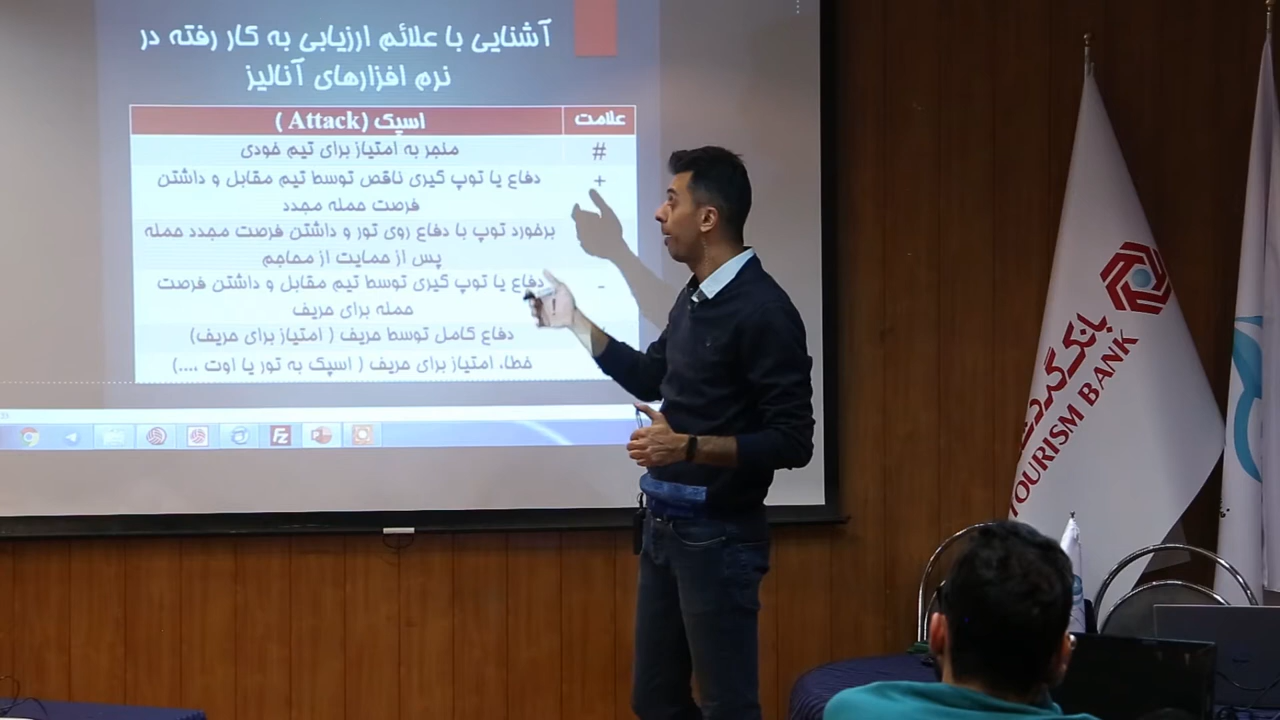 آشنایی با علائم ارزیابی به کار رفته در
نرم افزارهای آنالیز
علامت اسپک (Attack)
# منجر به امتیاز برای تیم خودی
+ دفاع یا توپ گیری ناقص توسط تیم مقابل و داشتن
فرصت حمله مجدد
برخورد توپ با دفاع روی تور و داشتن فرصت مجدد حمله
پس از حمایت از مهاجم
- دفاع یا توپ گیری توسط تیم مقابل و داشتن فرصت
حمله برای حریف
دفاع کامل توسط حریف ( امتیاز برای حریف)
خطا، امتیاز برای حریف ( اسپک به تور یا اوت ،...)
FZ
بانک گرد
TOURISM BANK